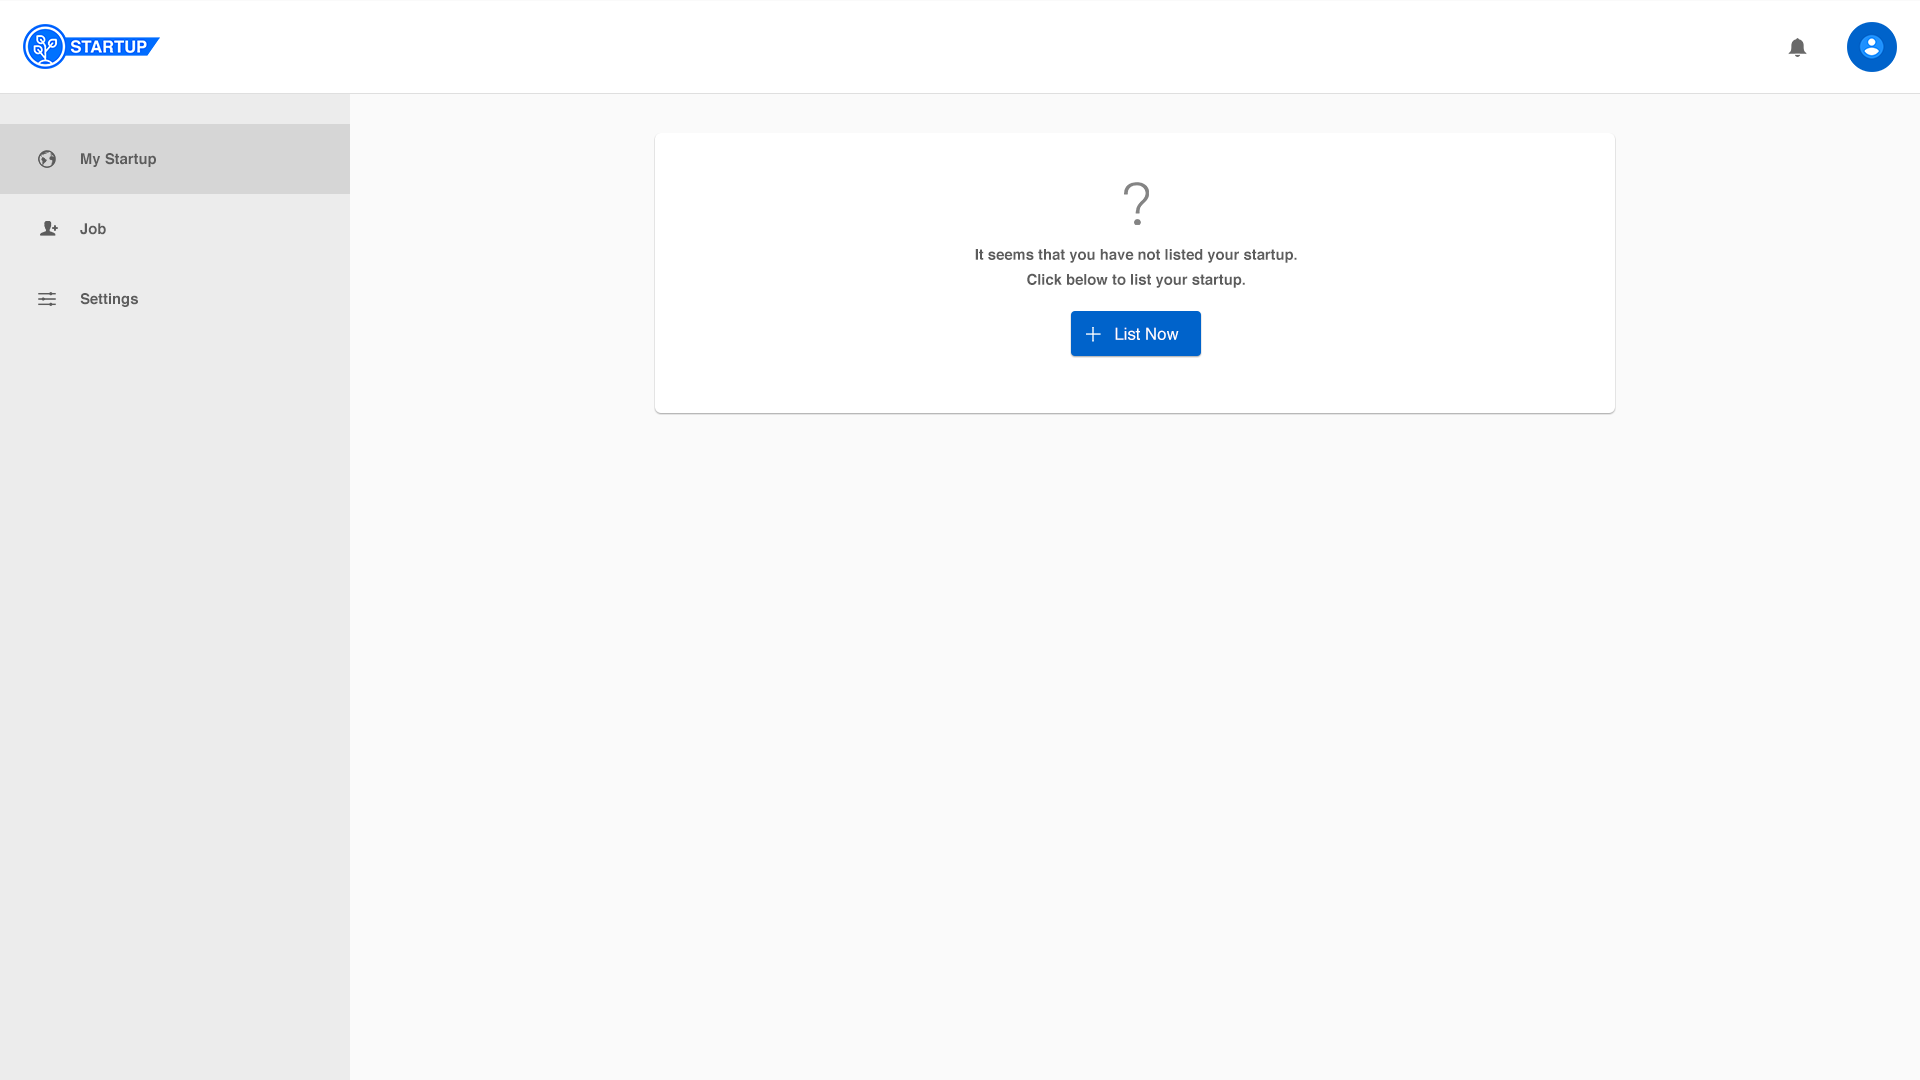 STARTUP
My Startup
Job
Settings
It seems that you have not listed your startup.
Click below to list your startup.
List Now